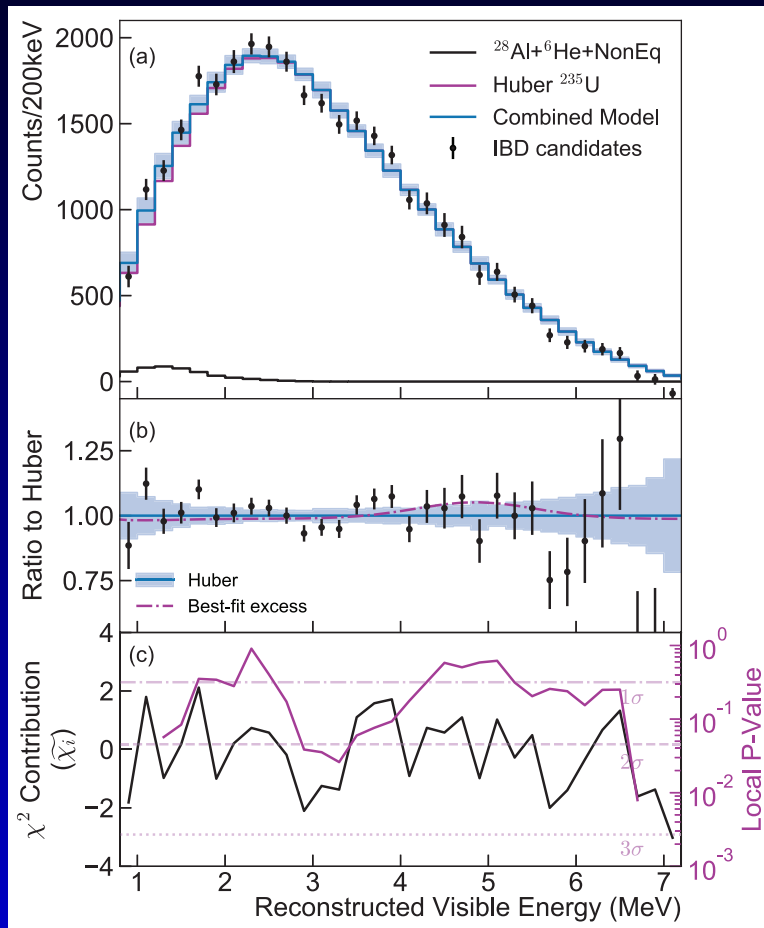 (a)
Counts/200keV
2000
1500
1000
500
0
²⁸Al+⁶He+NonEq
Huber ²³⁵U
Combined Model
IBD candidates
(b)
Ratio to Huber
1.25
1.00
0.75
Huber
Best-fit excess
(c)
χ² Contribution
(χ̃ᵢ)
4
2
0
−2
−4
10⁰
10⁻¹
10⁻²
10⁻³
Local P-Value
1σ
2σ
3σ
1 2 3 4 5 6 7
Reconstructed Visible Energy (MeV)